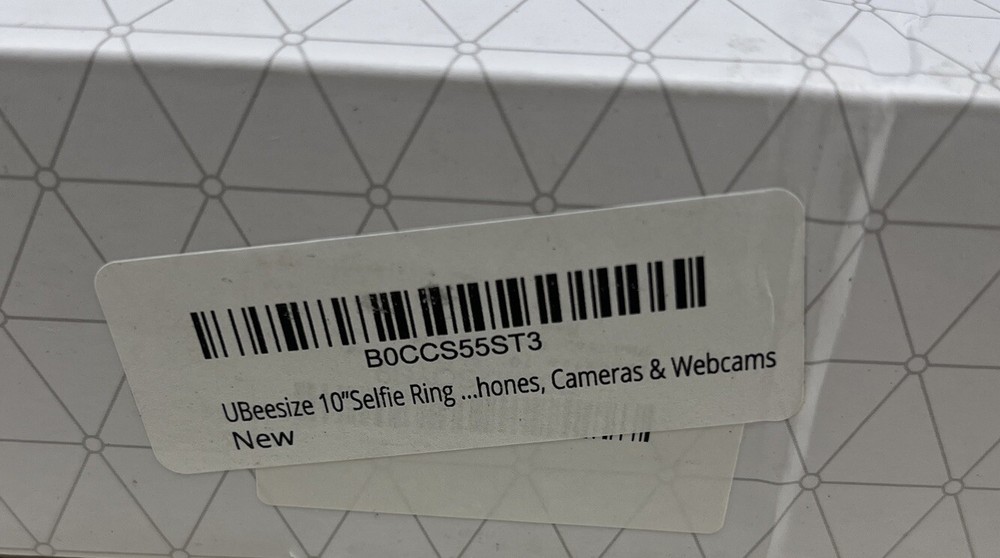 B0CCS55ST3
UBeesize 10"Selfie Ring ...hones, Cameras & Webcams
New